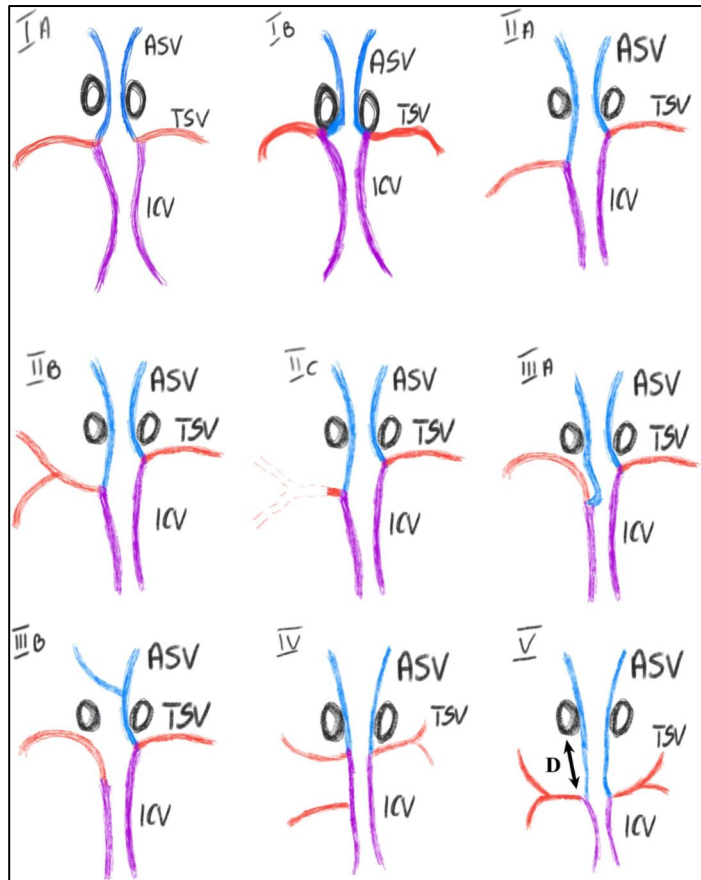 IA ASV
TSV
ICV
IB ASV
TSV
ICV
IIA ASV
TSV
ICV
IIB ASV
TSV
ICV
IIC ASV
TSV
ICV
IIIA ASV
TSV
ICV
IIIB ASV
TSV
ICV
IV ASV
TSV
ICV
V ASV
TSV
D
ICV